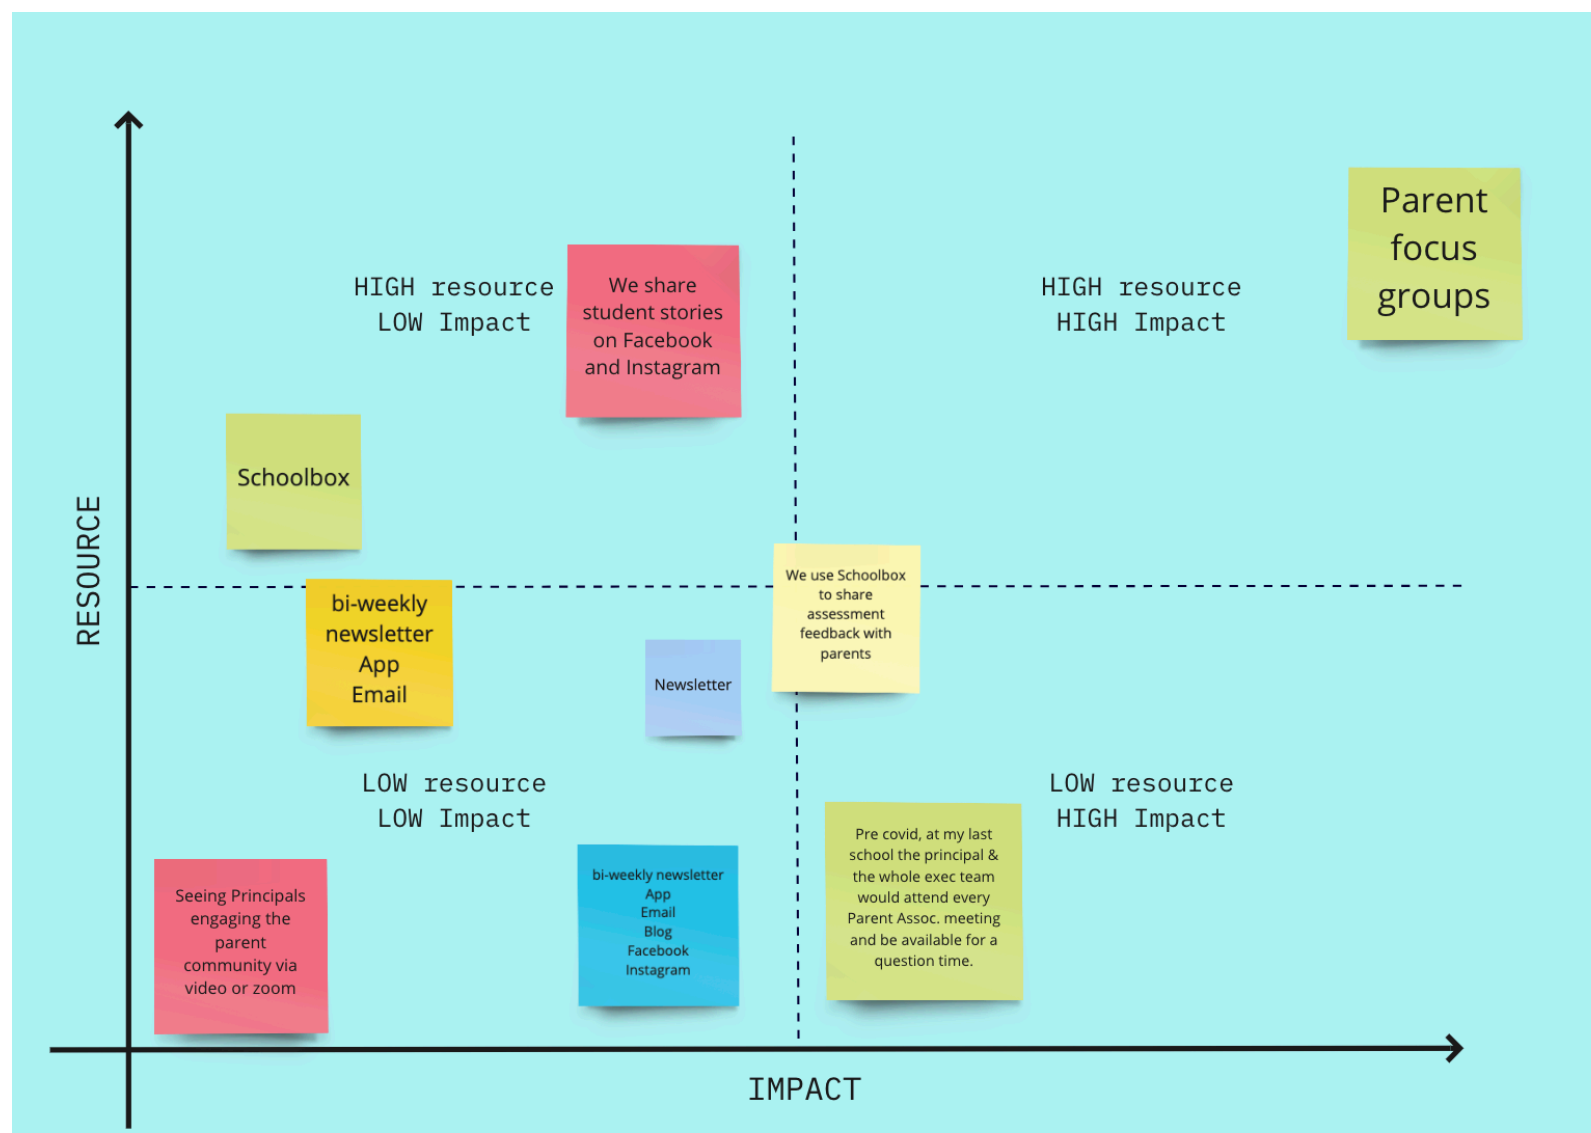 Parent
focus
groups
HIGH resource
LOW Impact
We share
student stories
on Facebook
and Instagram
HIGH resource
HIGH Impact
Schoolbox
RESOURCE
bi-weekly
newsletter
App
Email
Newsletter
We use Schoolbox
to share
assessment
feedback with
parents
LOW resource
LOW Impact
LOW resource
HIGH Impact
Seeing Principals
engaging the
parent
community via
video or zoom
bi-weekly newsletter
App
Email
Blog
Facebook
Instagram
Pre covid, at my last
school the principal &
the whole exec team
would attend every
Parent Assoc. meeting
and be available for a
question time.
IMPACT